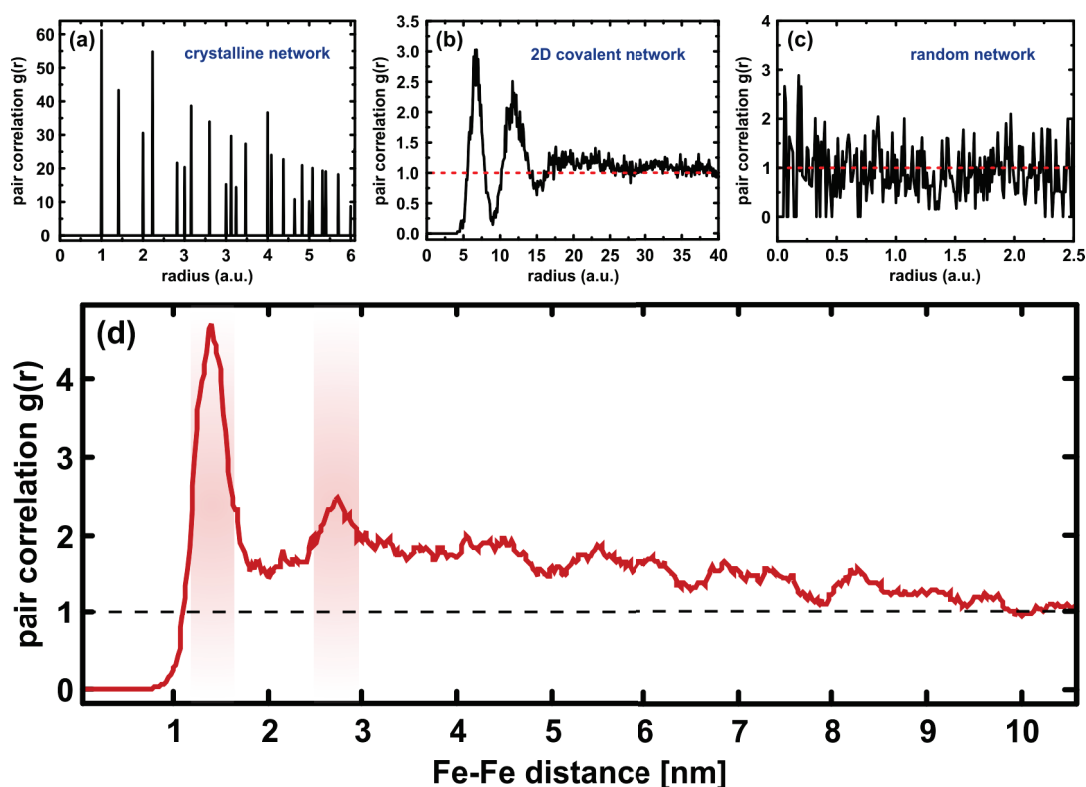 (a)
crystalline network
pair correlation g(r)
60
50
40
30
20
10
0
0 1 2 2 3 4 5 5 6
radius (a.u.)
(b)
2D covalent network
pair correlation g(r)
3.5
3.0
2.5
2.0
1.5
1.0
0.5
0.0
0 5 10 15 20 25 30 35 40
radius (a.u.)
(c)
random network
pair correlation g(r)
4
3
2
1
0
0.0 0.5 1.0 1.5 2.0 2.5
radius (a.u.)
(d)
pair correlation g(r)
4
3
2
1
0
1 2 3 4 5 6 7 8 9 10
Fe-Fe distance [nm]